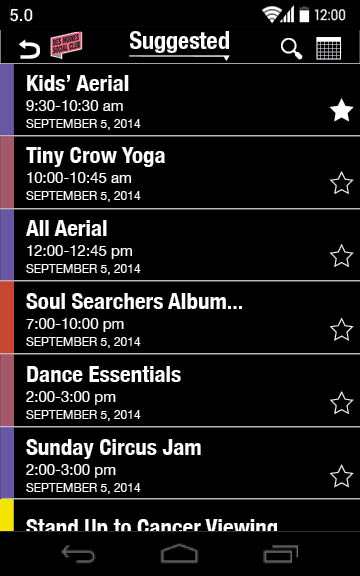 5.0
12:00
DES MOINES
SOCIAL CLUB
Suggested
Kids’ Aerial
9:30-10:30 am
SEPTEMBER 5, 2014
Tiny Crow Yoga
10:00-10:45 am
SEPTEMBER 5, 2014
All Aerial
12:00-12:45 pm
SEPTEMBER 5, 2014
Soul Searchers Album...
7:00-10:00 pm
SEPTEMBER 5, 2014
Dance Essentials
2:00-3:00 pm
SEPTEMBER 5, 2014
Sunday Circus Jam
2:00-3:00 pm
SEPTEMBER 5, 2014
Stand Up to Cancer Viewing